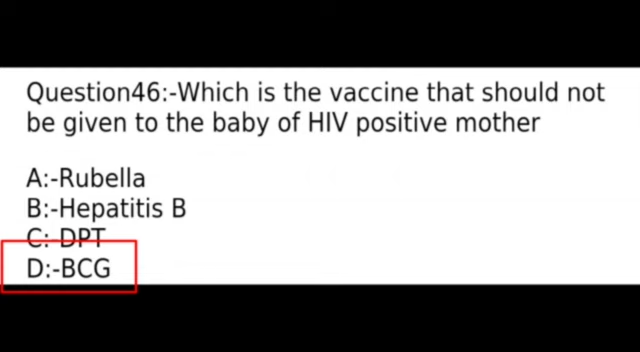 Question46:-Which is the vaccine that should not
be given to the baby of HIV positive mother
A:-Rubella
B:-Hepatitis B
C:-DPT
D:-BCG